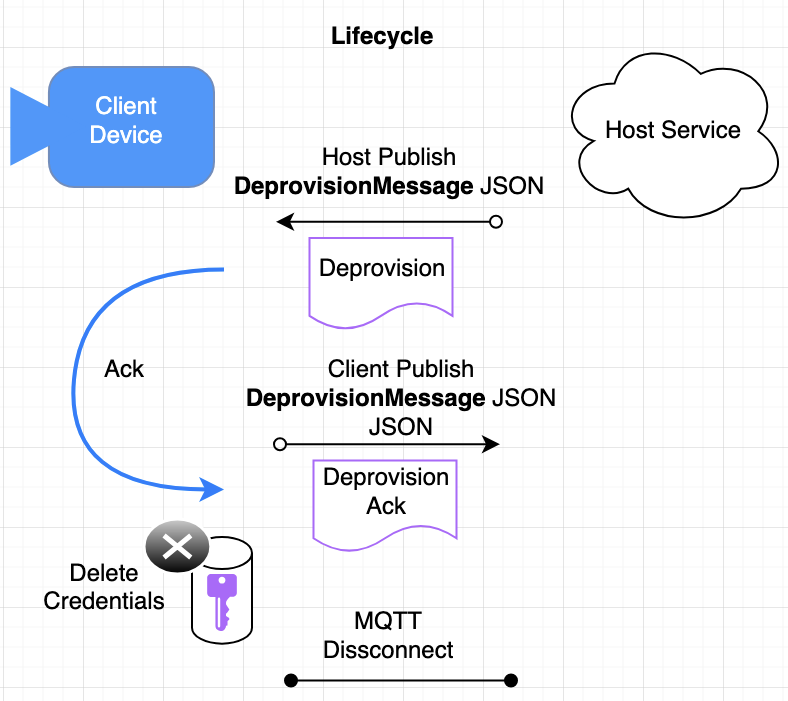 Lifecycle
Client
Device
Host Service
Host Publish
DeprovisionMessage JSON
Deprovision
Ack
Client Publish
DeprovisionMessage JSON
JSON
Deprovision
Ack
Delete
Credentials
MQTT
Dissconnect